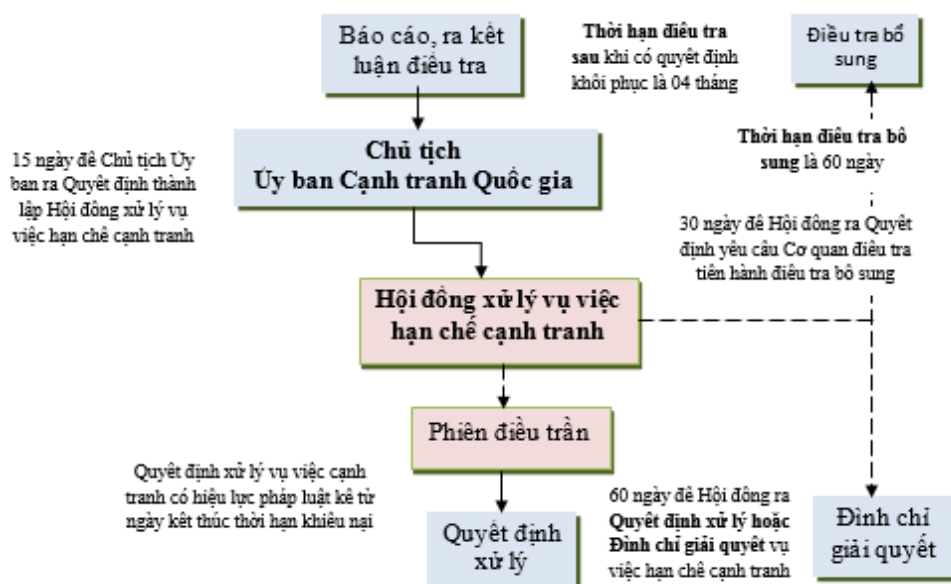 Báo cáo, ra kết
luận điều tra
Thời hạn điều tra
sau khi có quyết định
khôi phục là 04 tháng
Điều tra bổ
sung
15 ngày để Chủ tịch Ủy
ban ra Quyết định thành
lập Hội đồng xử lý vụ
việc hạn chế cạnh tranh
Chủ tịch
Ủy ban Cạnh tranh Quốc gia
Thời hạn điều tra bổ
sung là 60 ngày
30 ngày để Hội đồng ra Quyết
định yêu cầu Cơ quan điều tra
tiến hành điều tra bổ sung
Hội đồng xử lý vụ việc
hạn chế cạnh tranh
Phiên điều trần
Quyết định xử lý vụ việc cạnh
tranh có hiệu lực pháp luật kể từ
ngày kết thúc thời hạn khiếu nại
Quyết định
xử lý
60 ngày để Hội đồng ra
Quyết định xử lý hoặc
Đình chỉ giải quyết vụ
việc hạn chế cạnh tranh
Đình chỉ
giải quyết